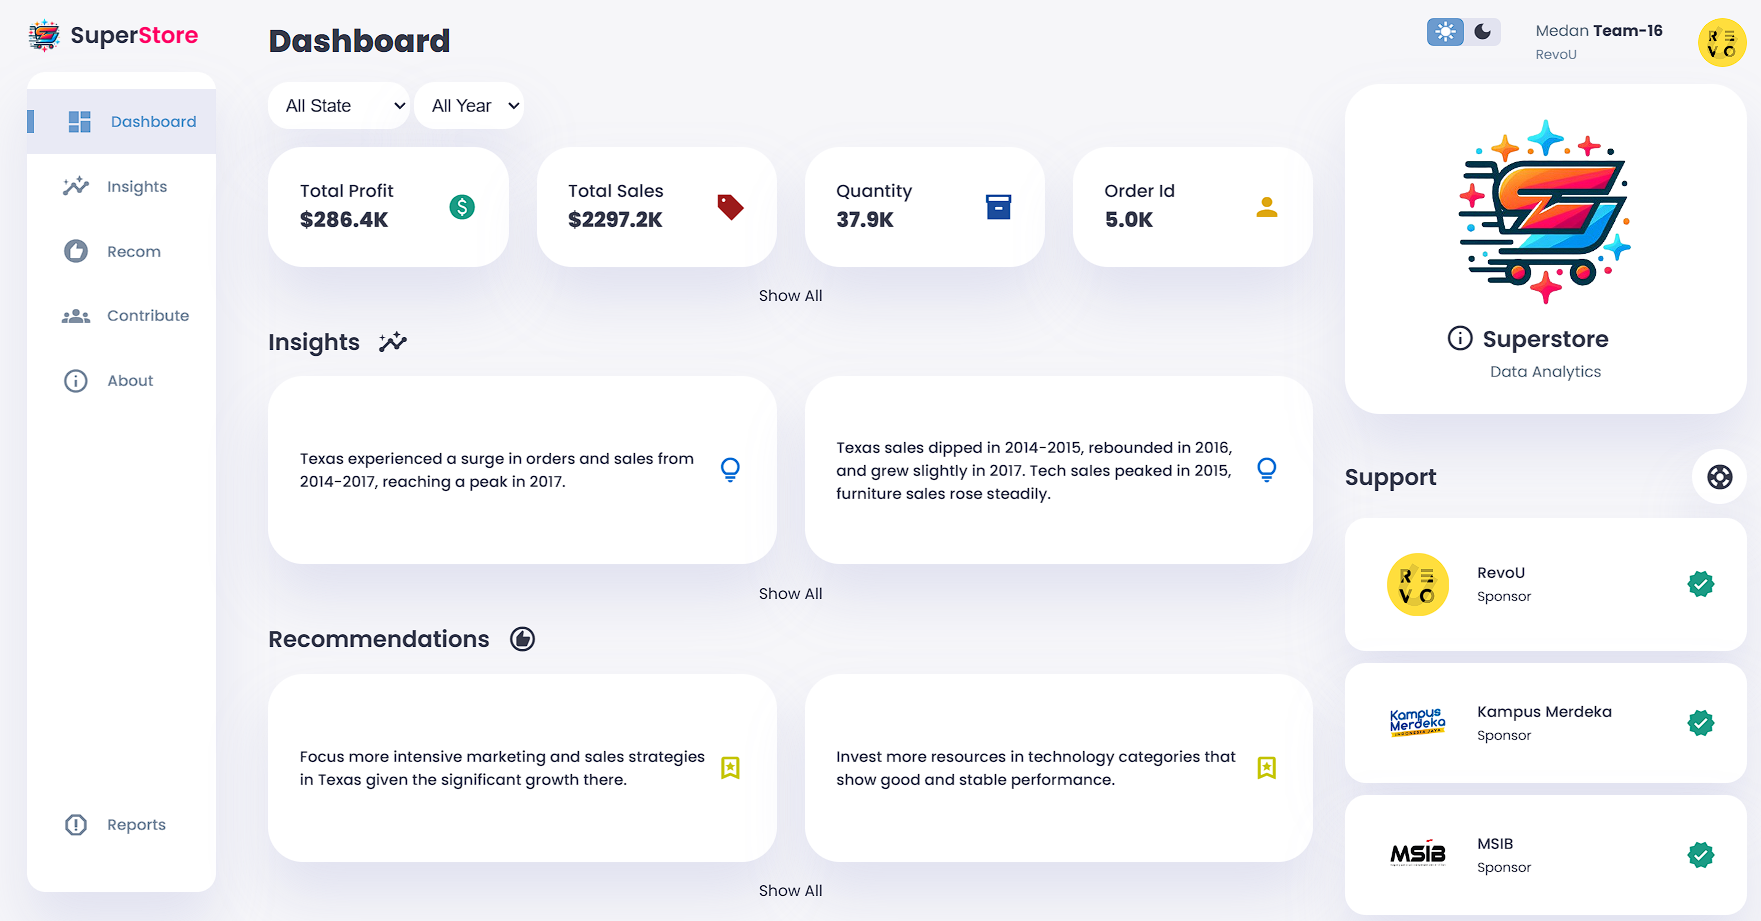 SuperStore
Dashboard
Insights
Recom
Contribute
About
Reports
Dashboard
All State
All Year
Total Profit
$286.4K
Total Sales
$2297.2K
Quantity
37.9K
Order Id
5.0K
Show All
Insights
Texas experienced a surge in orders and sales from
2014-2017, reaching a peak in 2017.
Texas sales dipped in 2014-2015, rebounded in 2016,
and grew slightly in 2017. Tech sales peaked in 2015,
furniture sales rose steadily.
Show All
Recommendations
Focus more intensive marketing and sales strategies
in Texas given the significant growth there.
Invest more resources in technology categories that
show good and stable performance.
Show All
Medan Team-16
RevoU
RE
VO
Superstore
Data Analytics
Support
RE
VO
RevoU
Sponsor
Kampus
Merdeka
INDONESIA JAYA
Kampus Merdeka
Sponsor
MSIB
MSIB
Sponsor